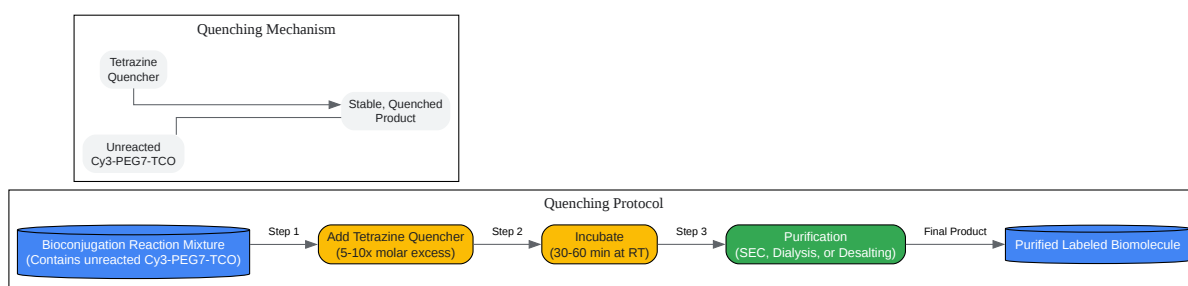 Quenching Mechanism
Tetrazine
Quencher
Stable, Quenched
Product
Unreacted
Cy3-PEG7-TCO
Quenching Protocol
Bioconjugation Reaction Mixture
(Contains unreacted Cy3-PEG7-TCO)
Step 1
Add Tetrazine Quencher
(5-10x molar excess)
Step 2
Incubate
(30-60 min at RT)
Step 3
Purification
(SEC, Dialysis, or Desalting)
Final Product
Purified Labeled Biomolecule